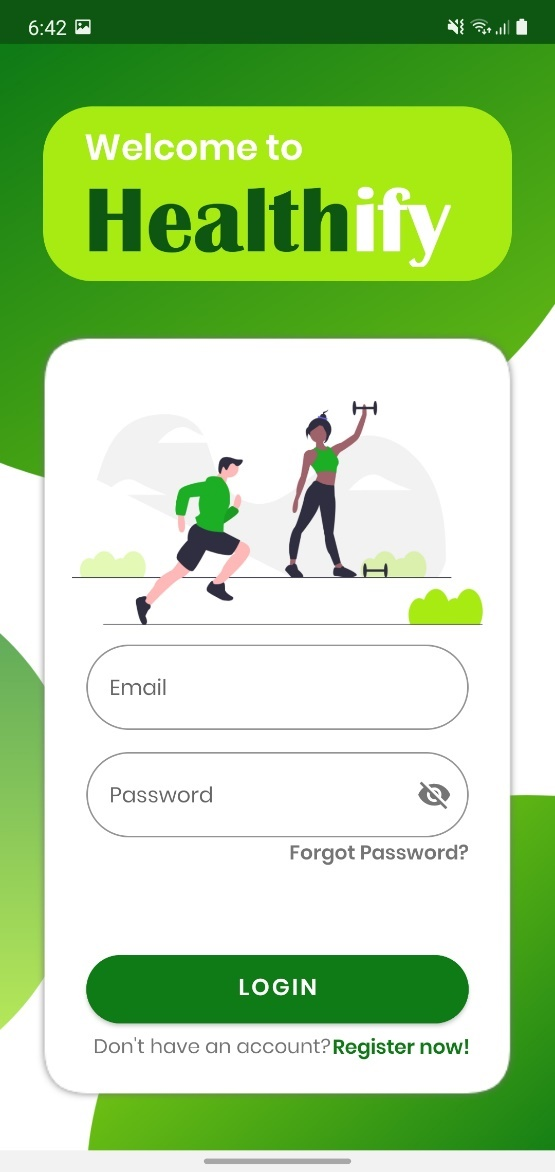 6:42
Welcome to
Healthify
Email
Password
Forgot Password?
LOGIN
Don't have an account? Register now!